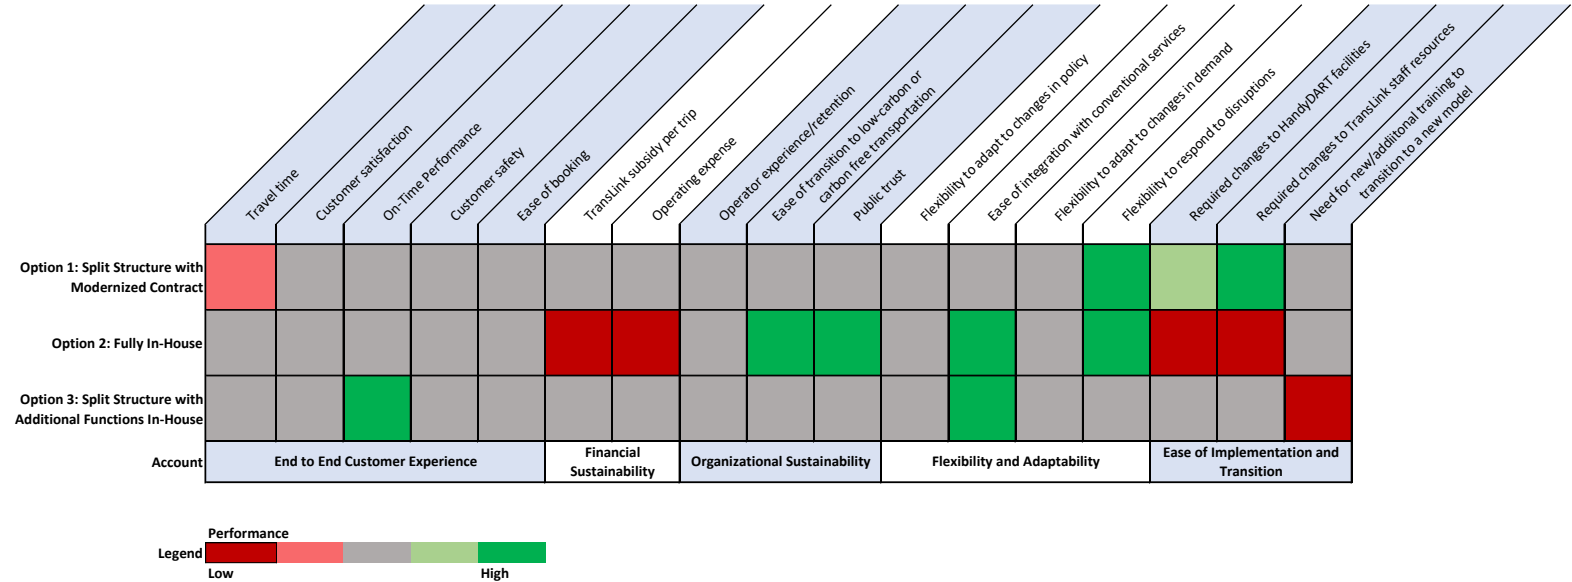 Travel time
Customer satisfaction
On-Time Performance
Customer safety
Ease of booking
TransLink subsidy per trip
Operating expense
Operator experience/retention
Ease of transition to low-carbon or
carbon free transportation
Public trust
Flexibility to adapt to changes in policy
Ease of integration with conventional services
Flexibility to adapt to changes in demand
Flexibility to respond to disruptions
Required changes to HandyDART facilities
Required changes to TransLink staff resources
Need for new/addiitonal training to
transition to a new model
Option 1: Split Structure with
Modernized Contract
Option 2: Fully In-House
Option 3: Split Structure with
Additional Functions In-House
Account
End to End Customer Experience
Financial
Sustainability
Organizational Sustainability
Flexibility and Adaptability
Ease of Implementation and
Transition
Performance
Legend
Low
High